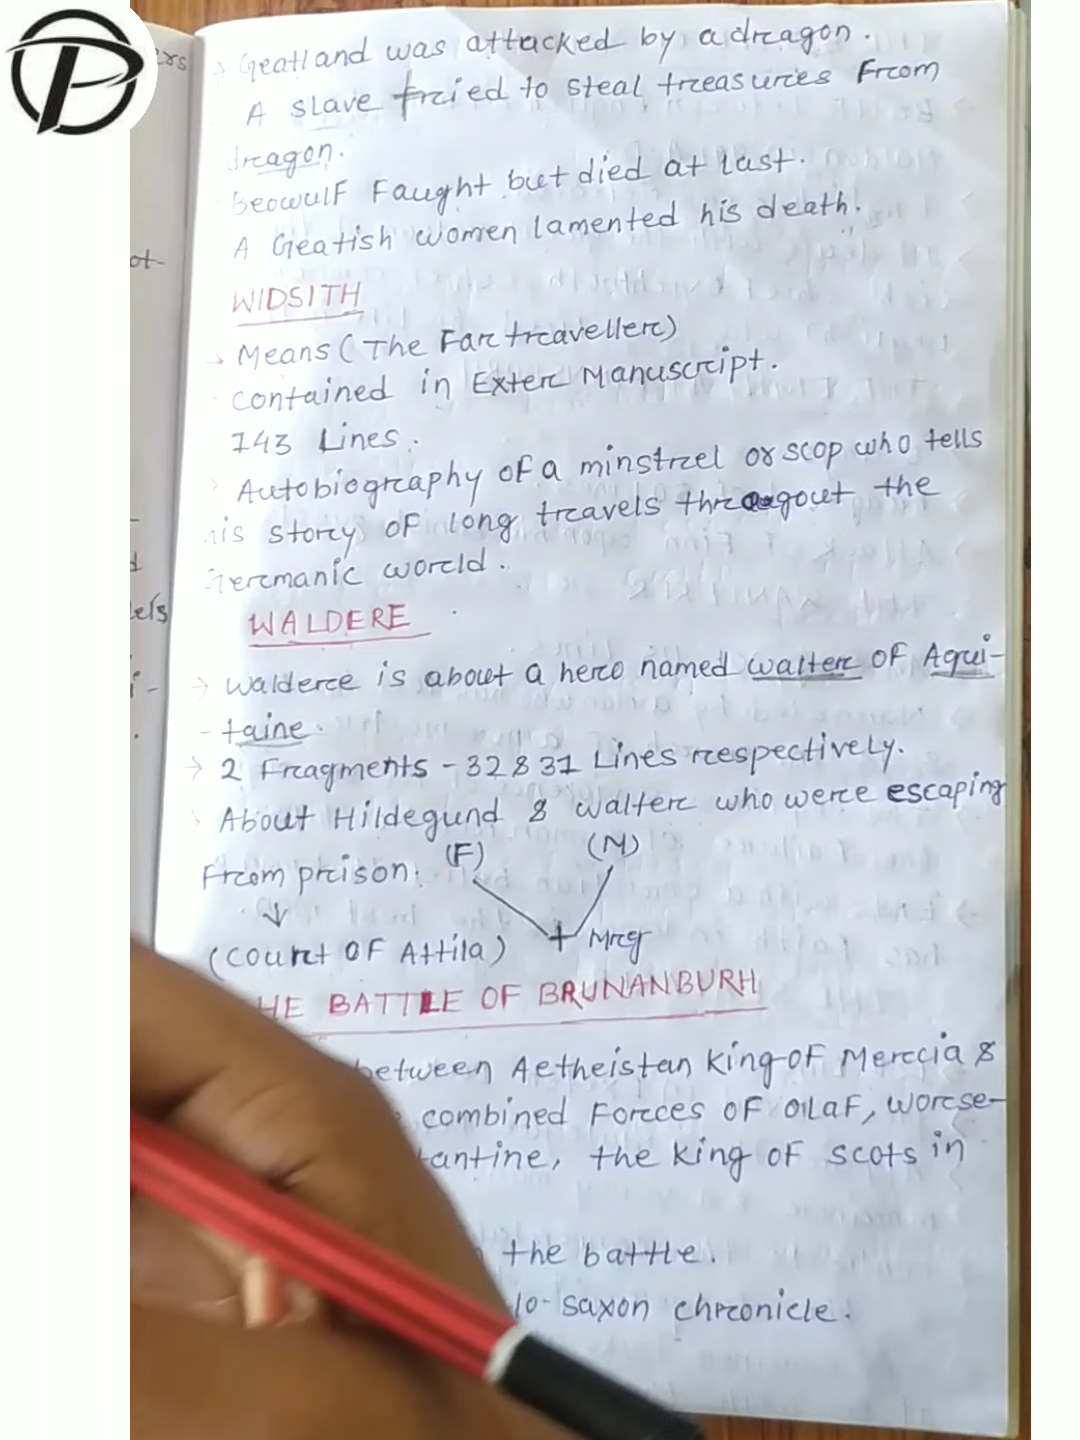 Geatland was attacked by a dragon.
A slave tried to steal treasures From
dragon.
Beowulf Faught but died at last.
A Geatish women lamented his death.
WIDSITH
→ Means (The Far traveller)
contained in Exter Manuscript.
143 Lines.
Autobiography of a minstrel or scop who tells
his story of long travels througout the
Germanic world.
WALDERE
→ Waldere is about a hero named walter of Aqui-
- taine.
→ 2 Fragments - 32 & 31 Lines respectively.
About Hildegund & walter who were escaping
(F) (M)
From prison.
↓
(Court of Attila) + Mrg
THE BATTLE OF BRUNANBURH
between Aetheistan King of Mercia &
combined Forces of Olaf, worse-
tantine, the King of Scots in
the battle.
lo-saxon chronicle.
ers
ot-